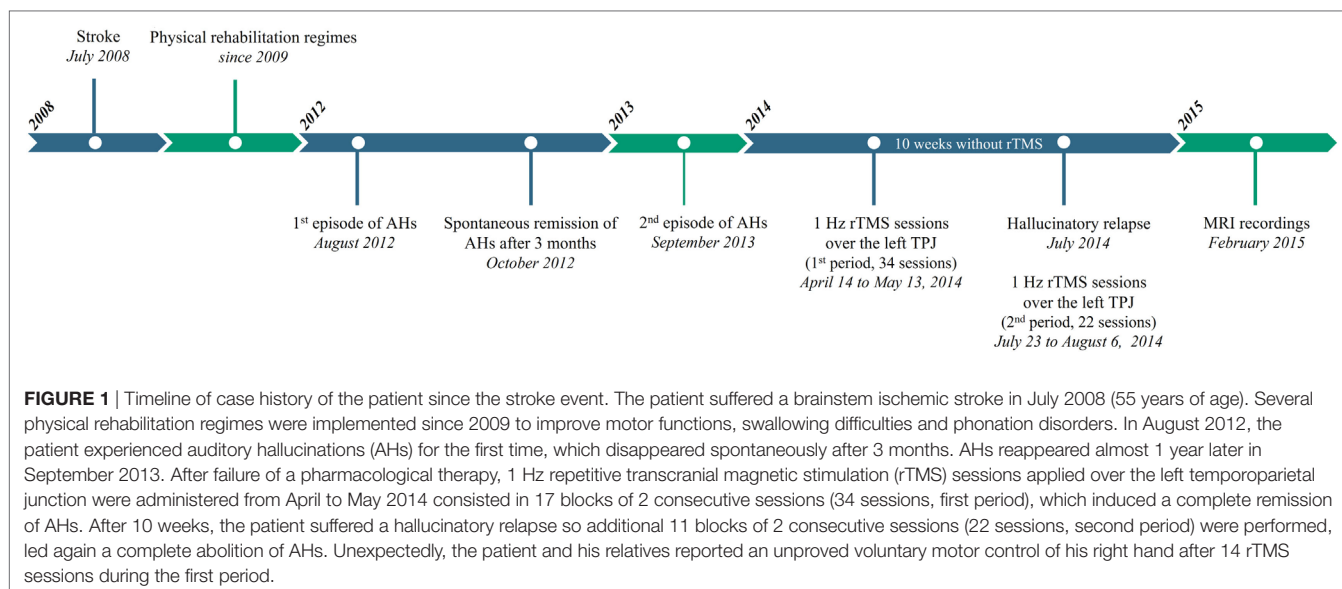 Stroke
July 2008
Physical rehabilitation regimes
since 2009
2008
2012
2013
2014
2015
10 weeks without rTMS
1st episode of AHs
August 2012
Spontaneous remission of
AHs after 3 months
October 2012
2nd episode of AHs
September 2013
1 Hz rTMS sessions
over the left TPJ
(1st period, 34 sessions)
April 14 to May 13, 2014
Hallucinatory relapse
July 2014
1 Hz rTMS sessions
over the left TPJ
(2nd period, 22 sessions)
July 23 to August 6, 2014
MRI recordings
February 2015
FIGURE 1 | Timeline of case history of the patient since the stroke event. The patient suffered a brainstem ischemic stroke in July 2008 (55 years of age). Several
physical rehabilitation regimes were implemented since 2009 to improve motor functions, swallowing difficulties and phonation disorders. In August 2012, the
patient experienced auditory hallucinations (AHs) for the first time, which disappeared spontaneously after 3 months. AHs reappeared almost 1 year later in
September 2013. After failure of a pharmacological therapy, 1 Hz repetitive transcranial magnetic stimulation (rTMS) sessions applied over the left temporoparietal
junction were administered from April to May 2014 consisted in 17 blocks of 2 consecutive sessions (34 sessions, first period), which induced a complete remission
of AHs. After 10 weeks, the patient suffered a hallucinatory relapse so additional 11 blocks of 2 consecutive sessions (22 sessions, second period) were performed,
led again a complete abolition of AHs. Unexpectedly, the patient and his relatives reported an unproved voluntary motor control of his right hand after 14 rTMS
sessions during the first period.